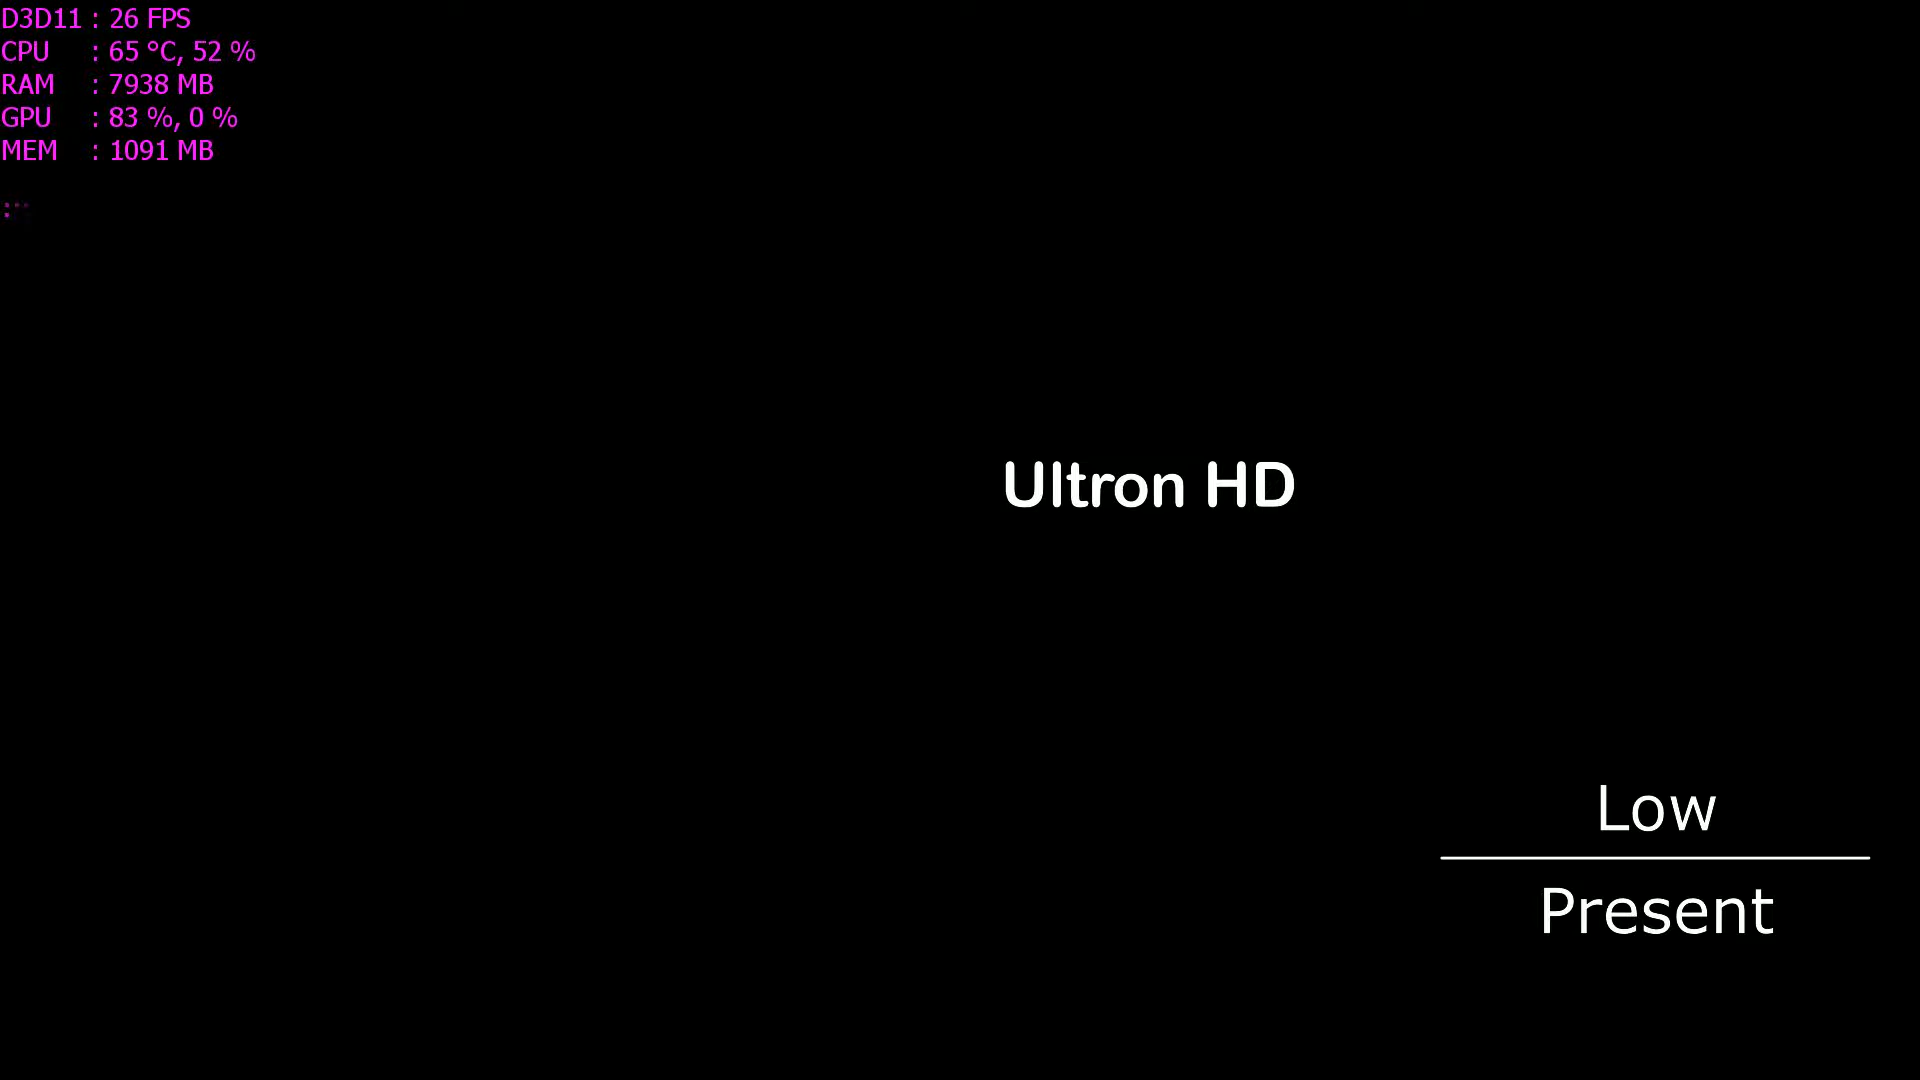 D3D11 : 26 FPS
CPU : 65 °C, 52 %
RAM : 7938 MB
GPU : 83 %, 0 %
MEM : 1091 MB
Ultron HD
Low
Present